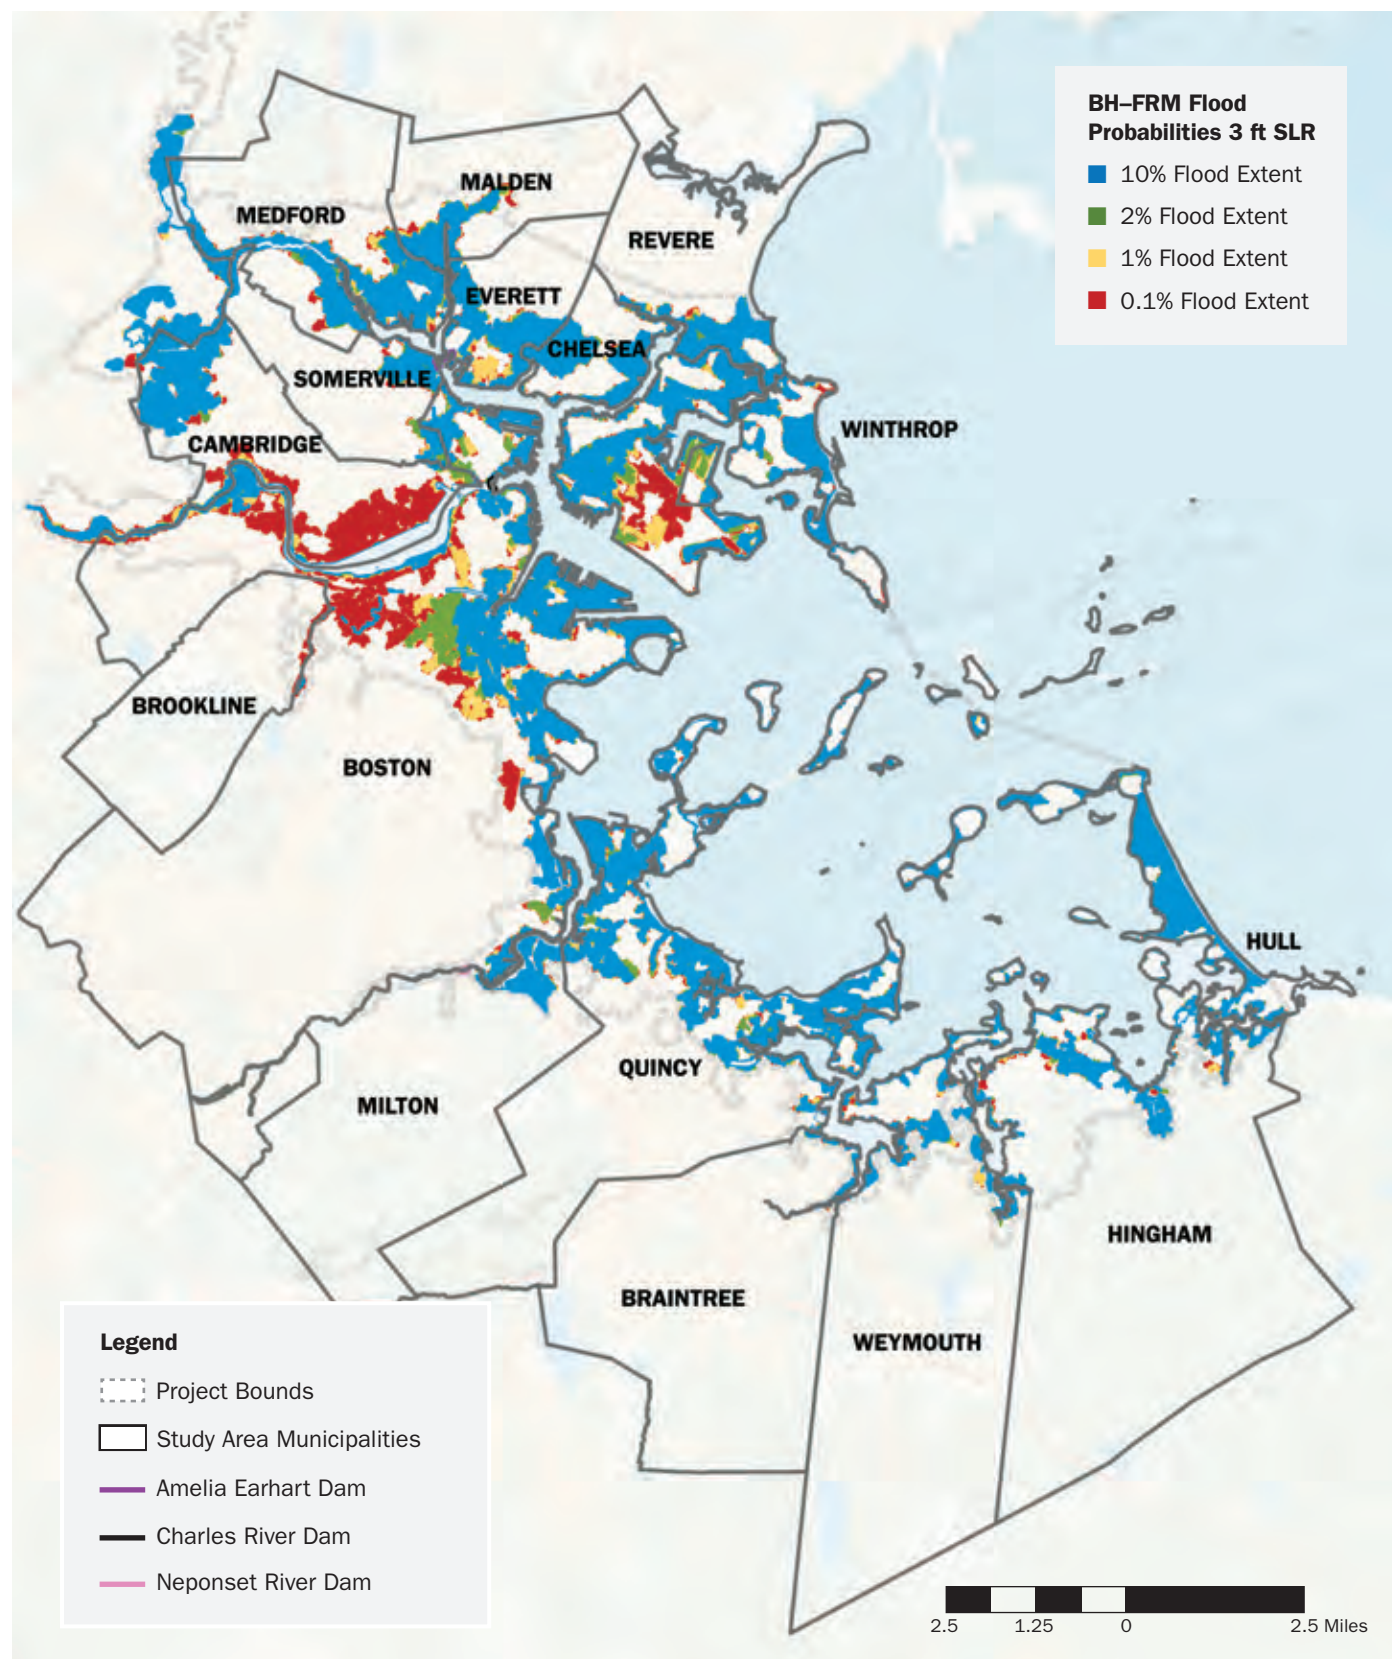 BH–FRM Flood
Probabilities 3 ft SLR
10% Flood Extent
2% Flood Extent
1% Flood Extent
0.1% Flood Extent
MALDEN
MEDFORD
REVERE
EVERETT
CHELSEA
SOMERVILLE
WINTHROP
CAMBRIDGE
BROOKLINE
BOSTON
HULL
QUINCY
MILTON
HINGHAM
BRAINTREE
WEYMOUTH
Legend
Project Bounds
Study Area Municipalities
Amelia Earhart Dam
Charles River Dam
Neponset River Dam
2.5 1.25 0 2.5 Miles